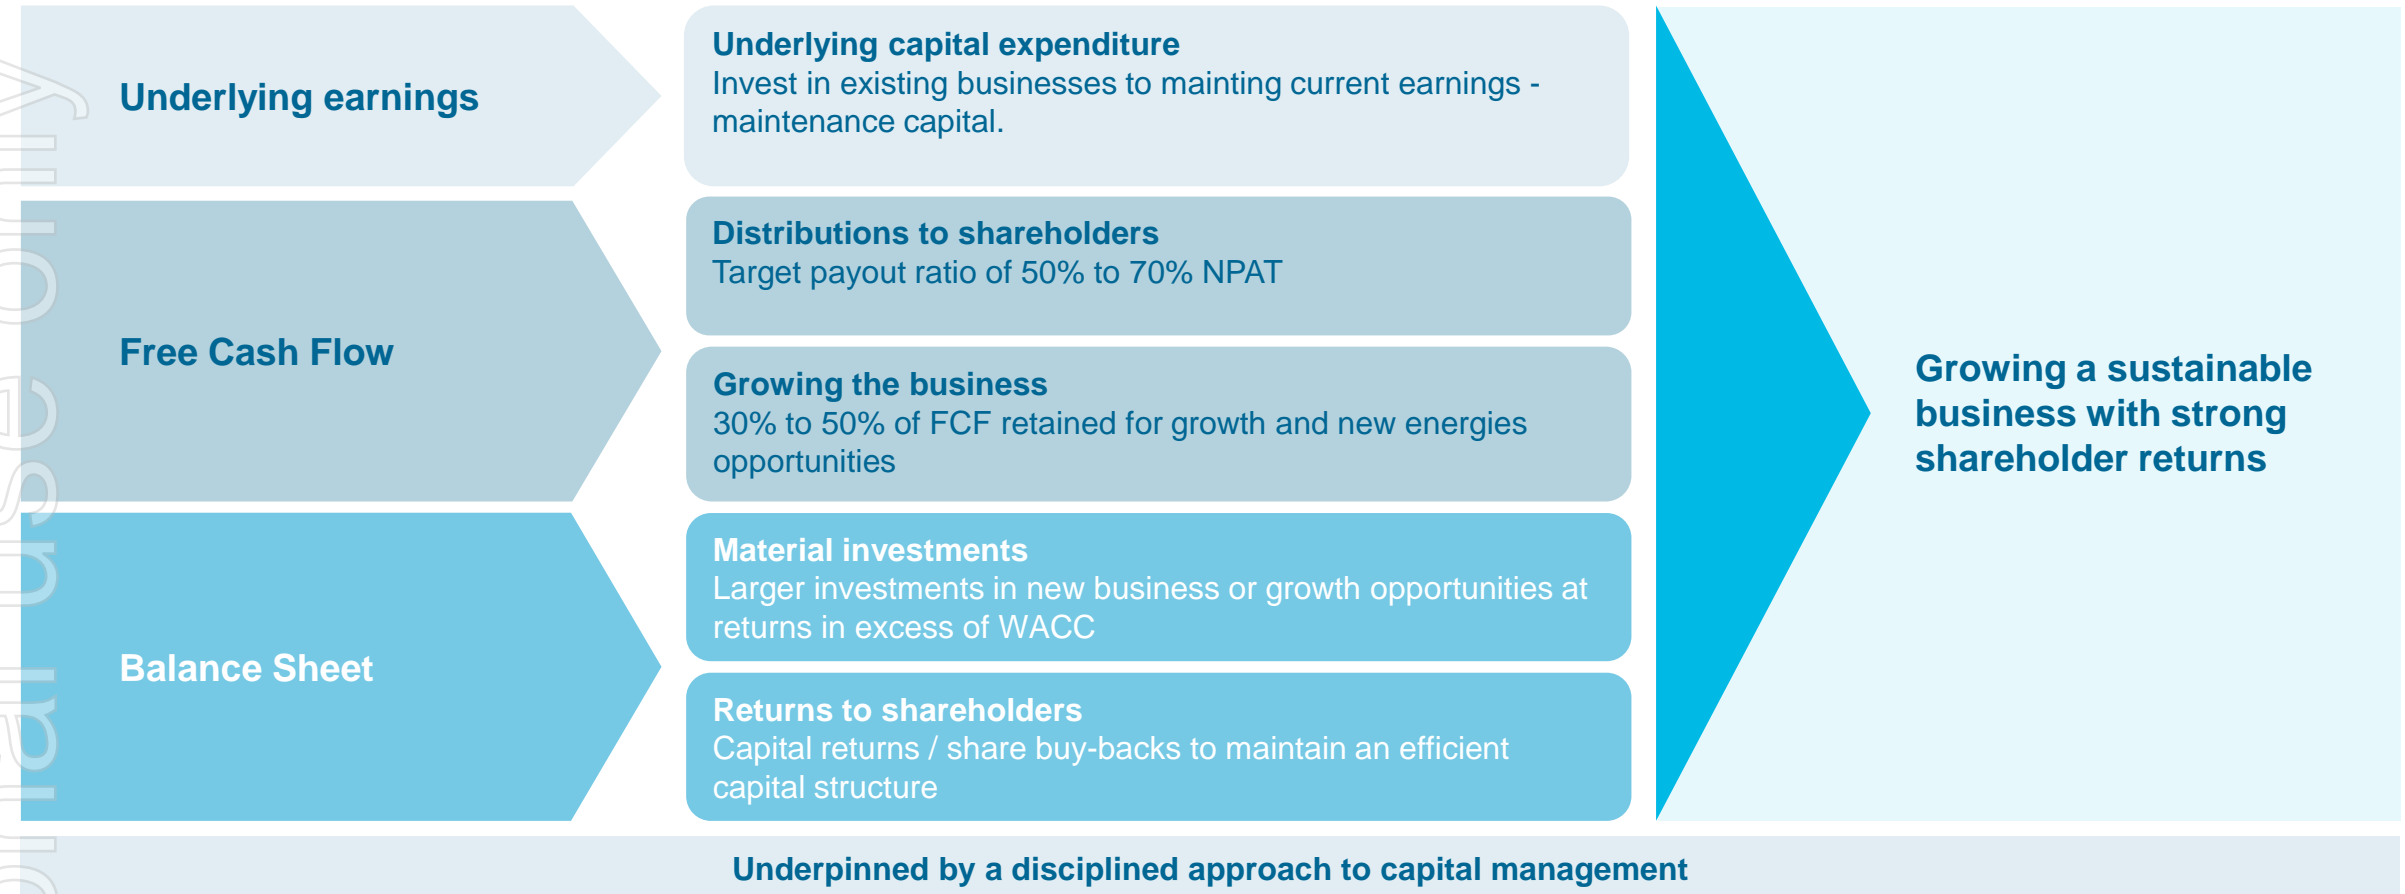 Underlying earnings
Underlying capital expenditure
Invest in existing businesses to mainting current earnings -
maintenance capital.
Free Cash Flow
Distributions to shareholders
Target payout ratio of 50% to 70% NPAT
Growing the business
30% to 50% of FCF retained for growth and new energies
opportunities
Balance Sheet
Material investments
Larger investments in new business or growth opportunities at
returns in excess of WACC
Returns to shareholders
Capital returns / share buy-backs to maintain an efficient
capital structure
Growing a sustainable
business with strong
shareholder returns
Underpinned by a disciplined approach to capital management
use only